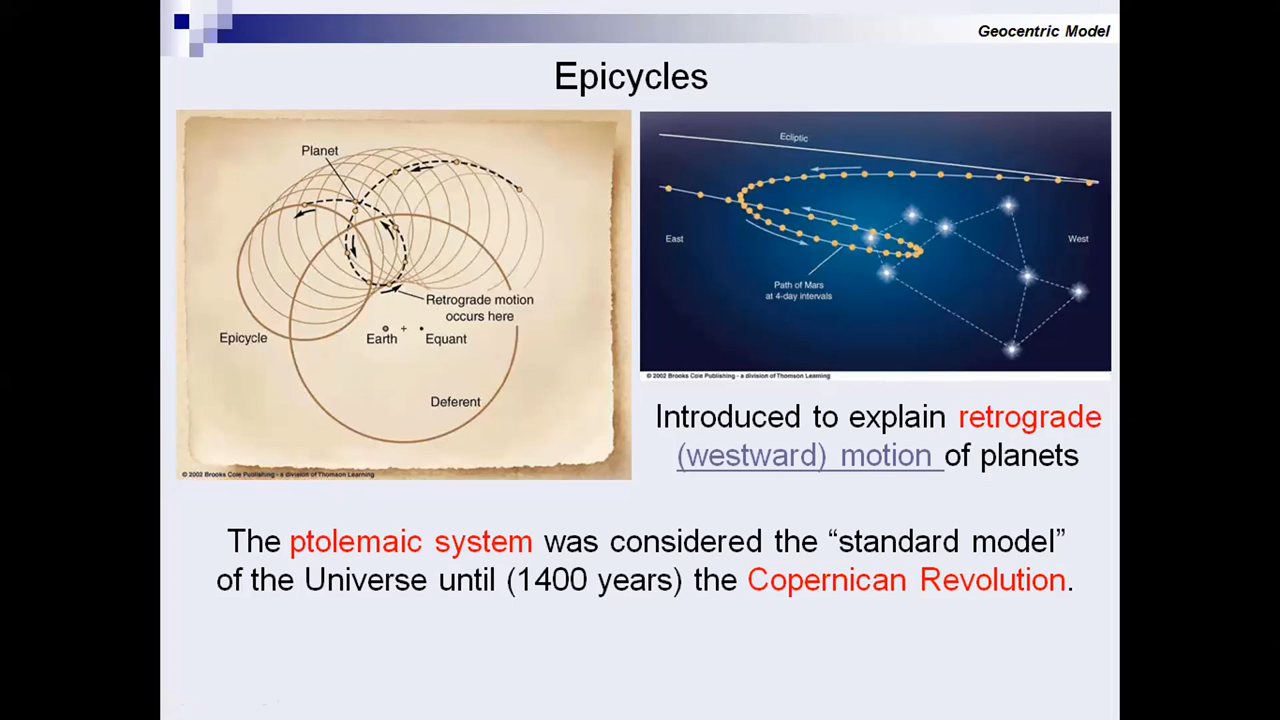 Geocentric Model
Epicycles
Planet
Retrograde motion
occurs here
Epicycle
Earth
Equant
Deferent
© 2002 Brooks Cole Publishing - a division of Thomson Learning
Ecliptic
East
West
Path of Mars
at 4-day intervals
© 2002 Brooks Cole Publishing - a division of Thomson Learning
Introduced to explain retrograde
(westward) motion of planets
The ptolemaic system was considered the “standard model”
of the Universe until (1400 years) the Copernican Revolution.